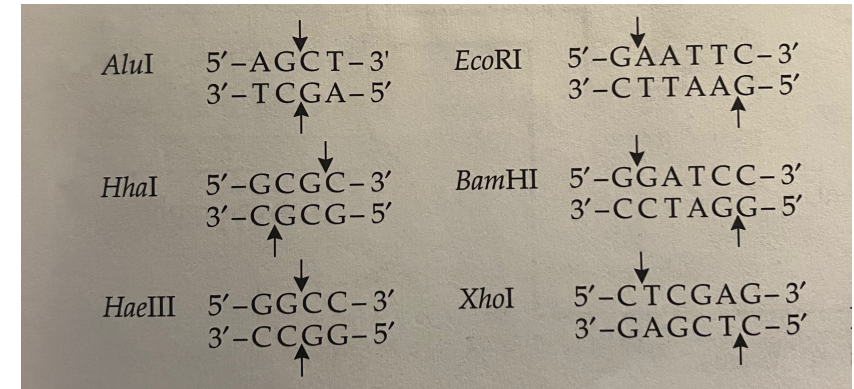 AluI 5′–AGCT–3'
3′–TCGA–5′
EcoRI 5′–GAATTC–3′
3′–CTTAAG–5′
HhaI 5′–GCGC–3′
3′–CGCG–5′
BamHI 5′–GGATCC–3′
3′–CCTAGG–5′
HaeIII 5′–GGCC–3′
3′–CCGG–5′
XhoI 5′–CTCGAG–3′
3′–GAGCTC–5′